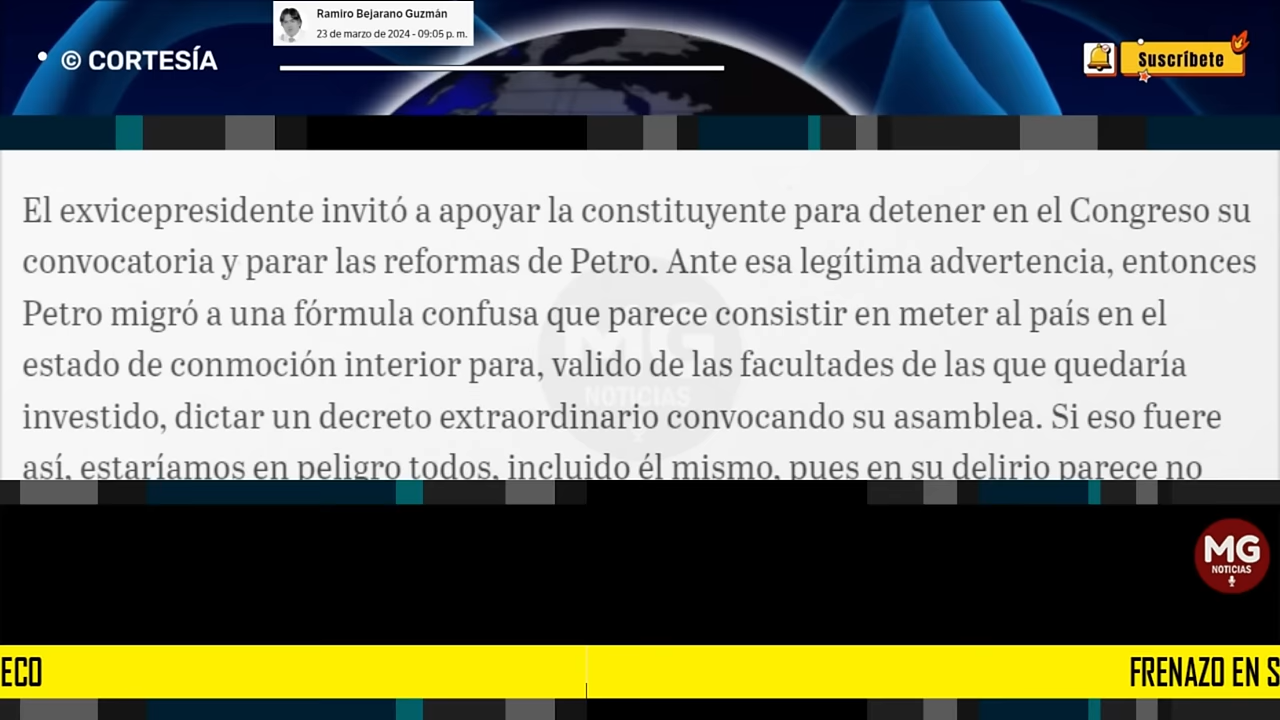 Ramiro Bejarano Guzmán
23 de marzo de 2024 - 09:05 p. m.
© CORTESÍA
Suscríbete
El exvicepresidente invitó a apoyar la constituyente para detener en el Congreso su
convocatoria y parar las reformas de Petro. Ante esa legítima advertencia, entonces
Petro migró a una fórmula confusa que parece consistir en meter al país en el
estado de conmoción interior para, valido de las facultades de las que quedaría
investido, dictar un decreto extraordinario convocando su asamblea. Si eso fuere
así, estaríamos en peligro todos, incluido él mismo, pues en su delirio parece no
MG
NOTICIAS
MG
NOTICIAS
ECO
FRENAZO EN S